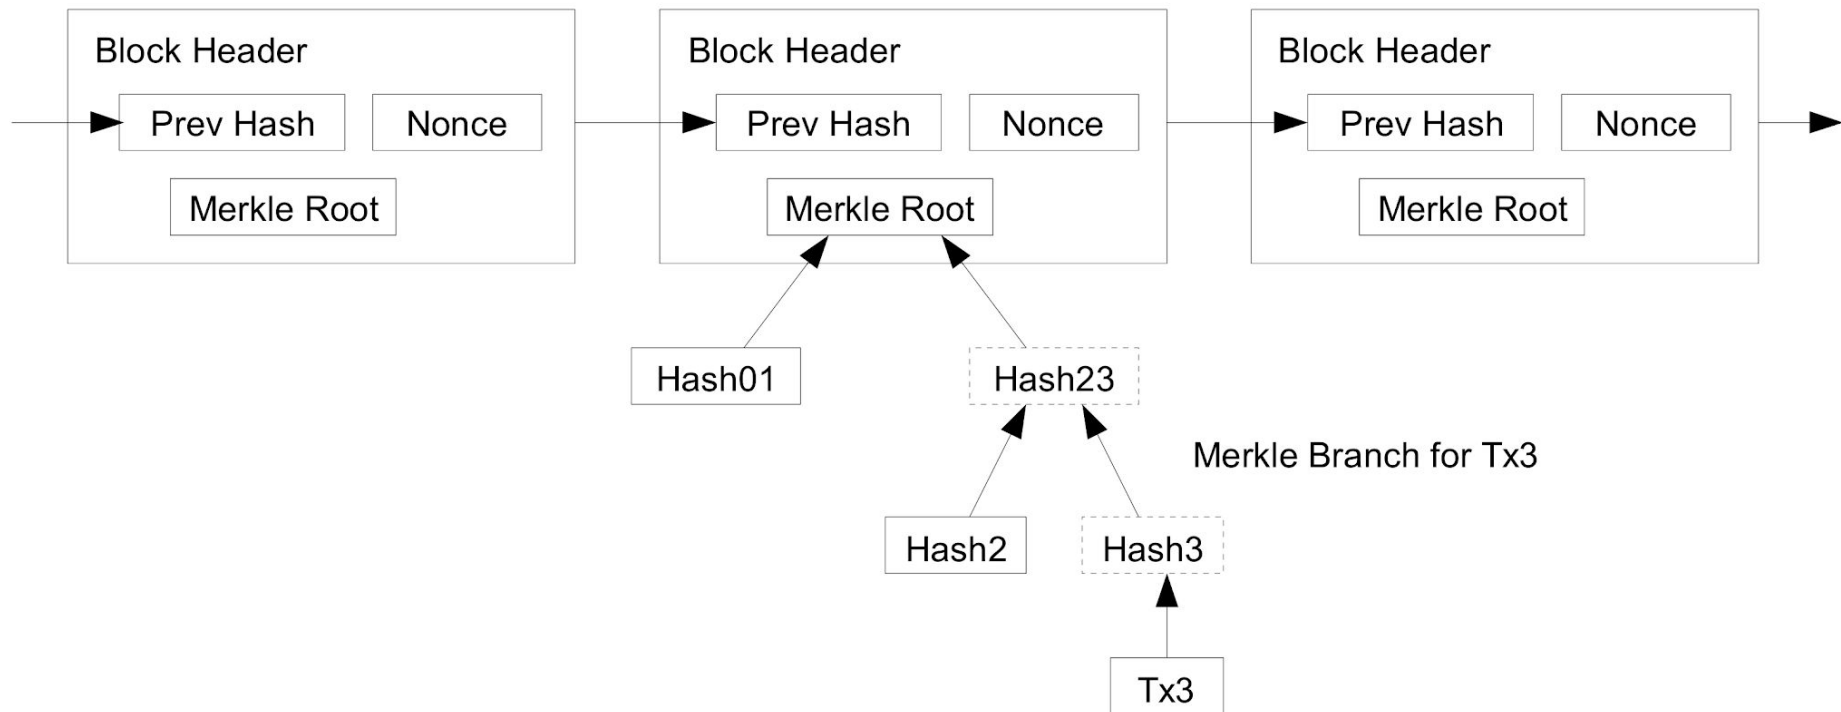 Block Header
Prev Hash
Nonce
Merkle Root
Block Header
Prev Hash
Nonce
Merkle Root
Block Header
Prev Hash
Nonce
Merkle Root
Hash01
Hash23
Merkle Branch for Tx3
Hash2
Hash3
Tx3